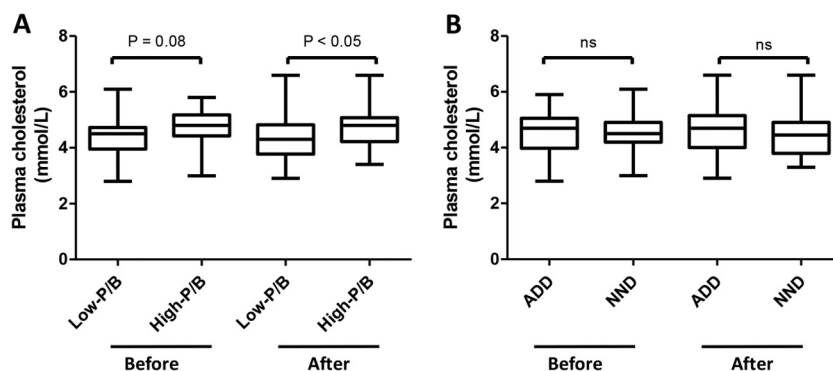 A
P = 0.08
P < 0.05
Plasma cholesterol
(mmol/L)
8
6
4
2
0
Low-P/B
High-P/B
Low-P/B
High-P/B
Before
After
B
ns
ns
Plasma cholesterol
(mmol/L)
8
6
4
2
0
ADD
NND
ADD
NND
Before
After